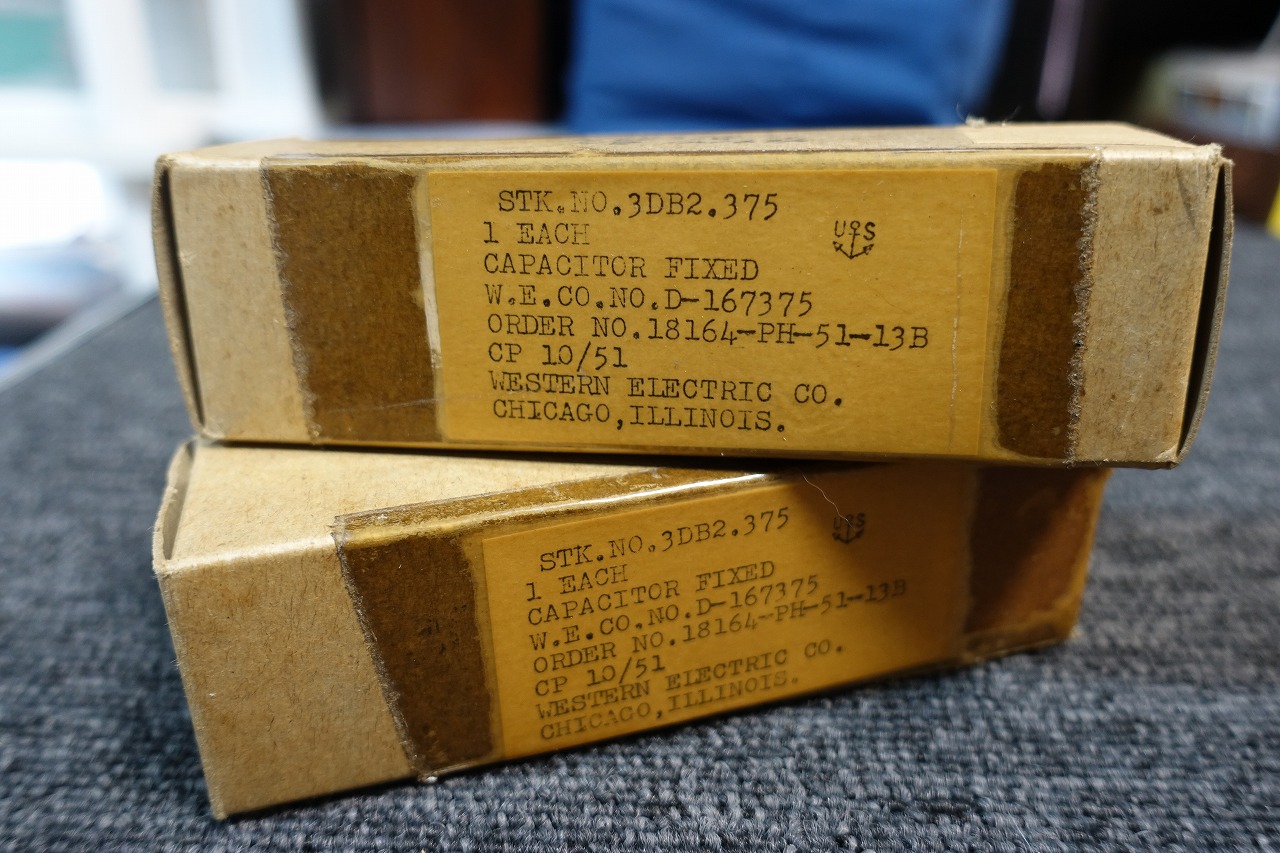 STK.NO.3DB2.375
1 EACH
U S
CAPACITOR FIXED
W.E.CO.NO.D-167375
ORDER NO.18164-PH-51-13B
CP 10/51
WESTERN ELECTRIC CO.
CHICAGO,ILLINOIS.
STK.NO.3DB2.375
U S
1 EACH
CAPACITOR FIXED
W.E.CO.NO.D-167375
ORDER NO.18164-PH-51-13B
CP 10/51
WESTERN ELECTRIC CO.
CHICAGO,ILLINOIS.